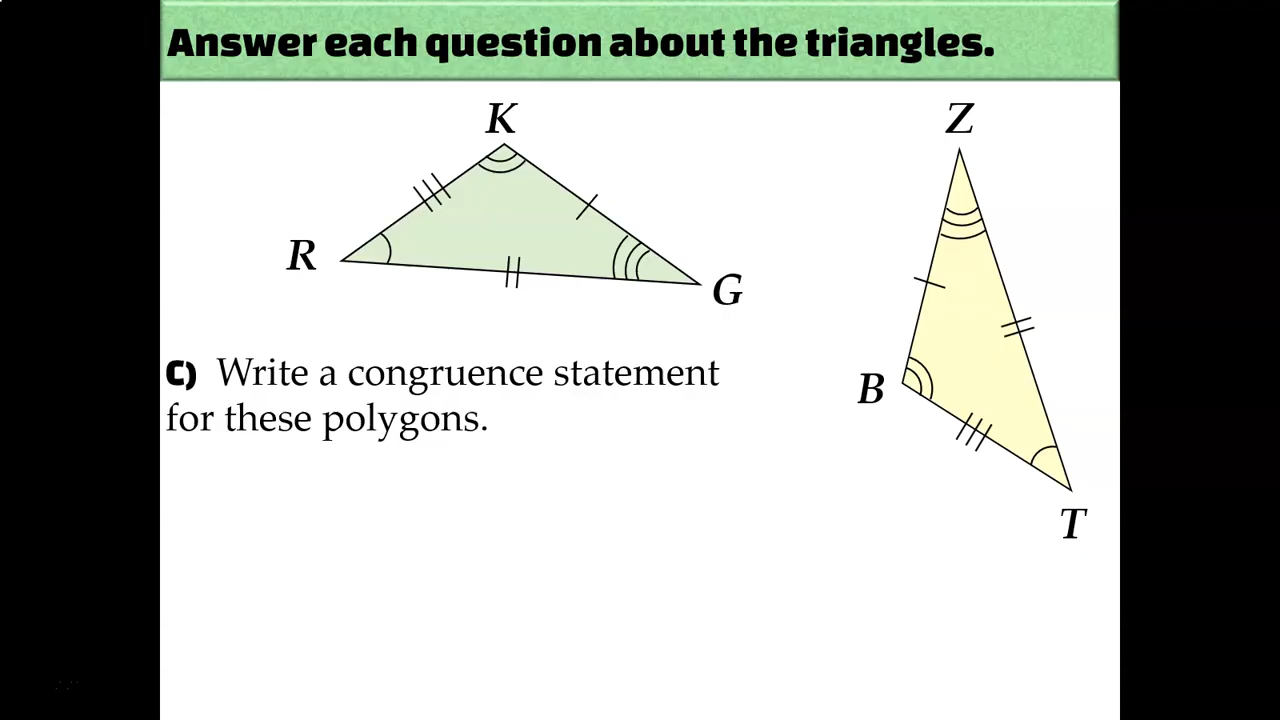 Answer each question about the triangles.
K
Z
R
G
C) Write a congruence statement
for these polygons.
B
T